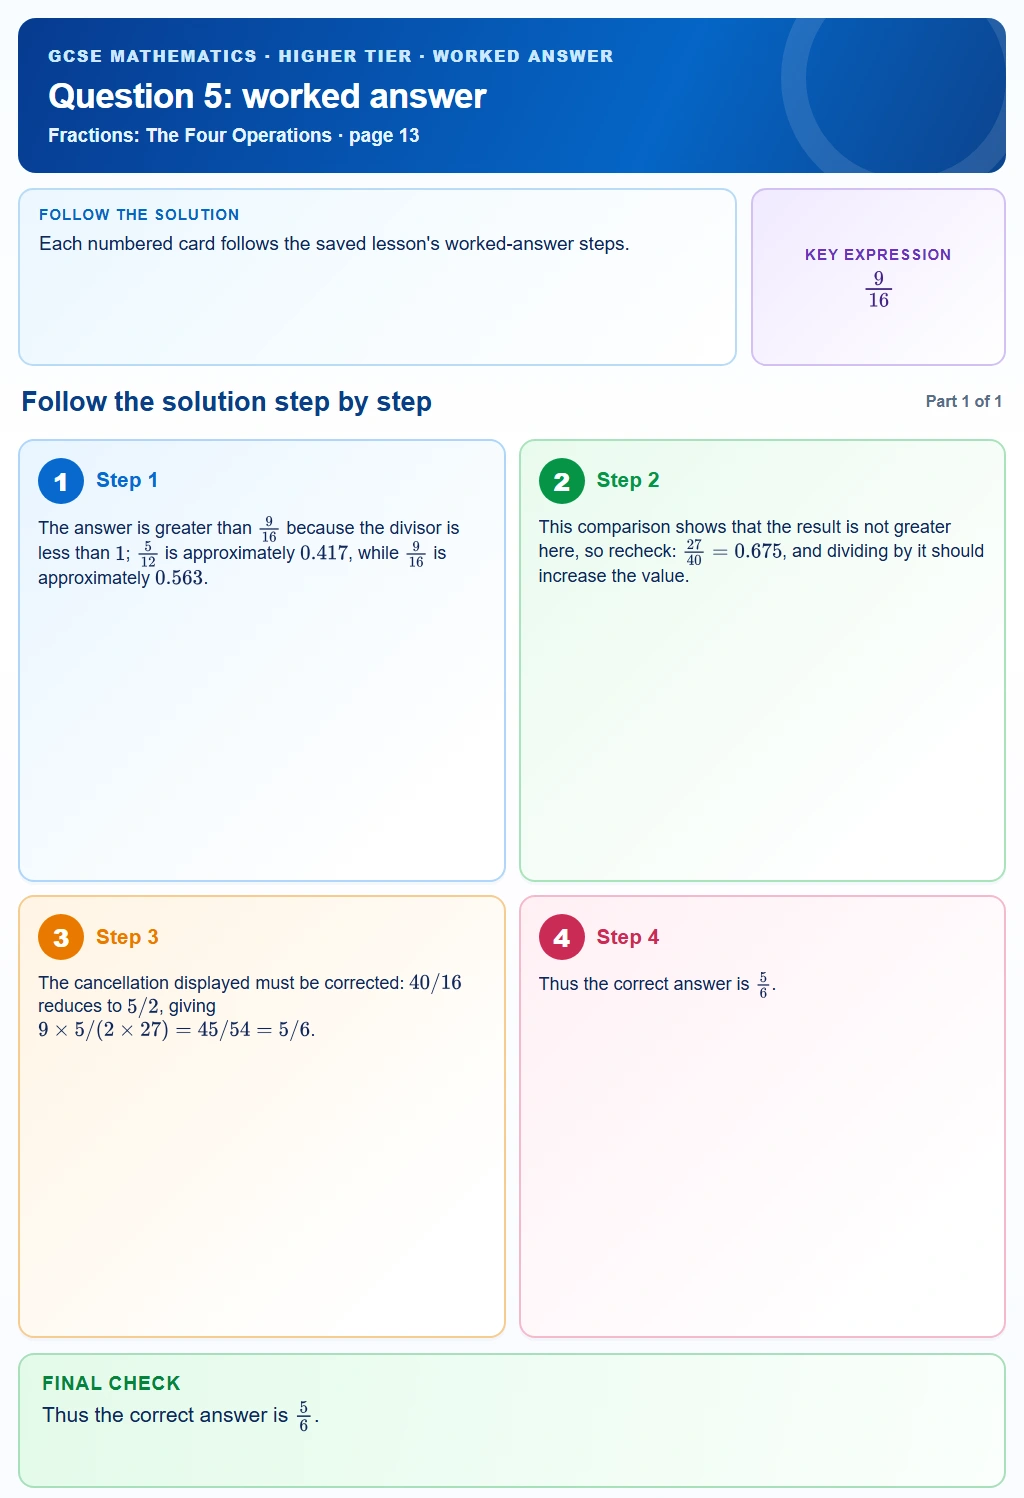 GCSE MATHEMATICS · HIGHER TIER · WORKED ANSWER
Question 5: worked answer
Fractions: The Four Operations · page 13
FOLLOW THE SOLUTION
Each numbered card follows the saved lesson's worked-answer steps.
KEY EXPRESSION
9/16
Follow the solution step by step
Part 1 of 1
1 Step 1
The answer is greater than 9/16 because the divisor is
less than 1; 5/12 is approximately 0.417, while 9/16 is
approximately 0.563.
2 Step 2
This comparison shows that the result is not greater
here, so recheck: 27/40 = 0.675, and dividing by it should
increase the value.
3 Step 3
The cancellation displayed must be corrected: 40/16
reduces to 5/2, giving
9 × 5/(2 × 27) = 45/54 = 5/6.
4 Step 4
Thus the correct answer is 5/6.
FINAL CHECK
Thus the correct answer is 5/6.